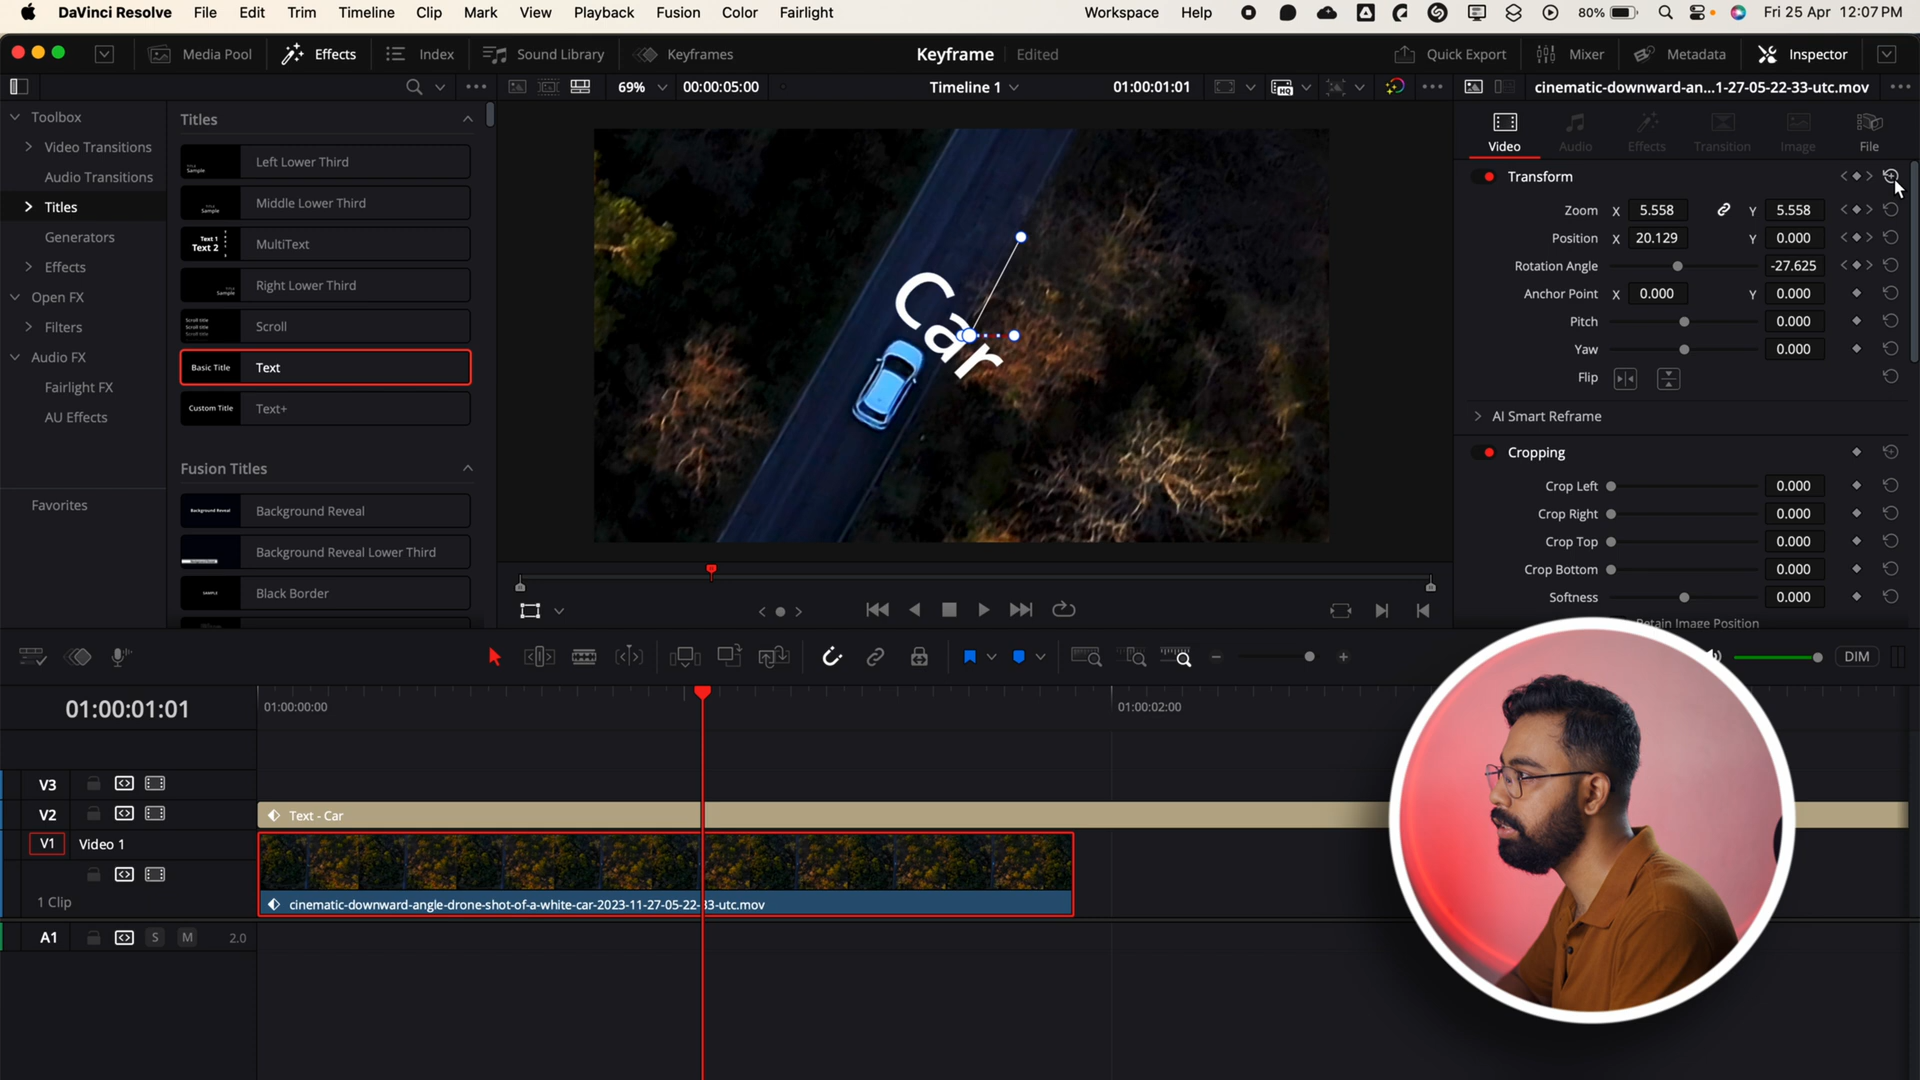 DaVinci Resolve File Edit Trim Timeline Clip Mark View Playback Fusion Color Fairlight Workspace Help 80% Fri 25 Apr 12:07 PM
Media Pool Effects Index Sound Library Keyframes Keyframe Edited Quick Export Mixer Metadata Inspector
69% 00:00:05:00 Timeline 1 01:00:01:01 HQ cinematic-downward-an...1-27-05-22-33-utc.mov
Toolbox
Video Transitions
Audio Transitions
Titles
Generators
Effects
Open FX
Filters
Audio FX
Fairlight FX
AU Effects
Favorites
Titles
Left Lower Third
Middle Lower Third
Text 1
Text 2
MultiText
Right Lower Third
Scroll
Basic Title Text
Custom Title Text+
Fusion Titles
Background Reveal
Background Reveal Lower Third
Black Border
Car
Video Audio Effects Transition Image File
Transform
Zoom X 5.558 Y 5.558
Position X 20.129 Y 0.000
Rotation Angle -27.625
Anchor Point X 0.000 Y 0.000
Pitch 0.000
Yaw 0.000
Flip
AI Smart Reframe
Cropping
Crop Left 0.000
Crop Right 0.000
Crop Top 0.000
Crop Bottom 0.000
Softness 0.000
Retain Image Position
DIM
01:00:01:01 01:00:00:00 01:00:02:00
V3
V2 Text - Car
V1 Video 1
1 Clip cinematic-downward-angle-drone-shot-of-a-white-car-2023-11-27-05-22-33-utc.mov
A1 S M 2.0